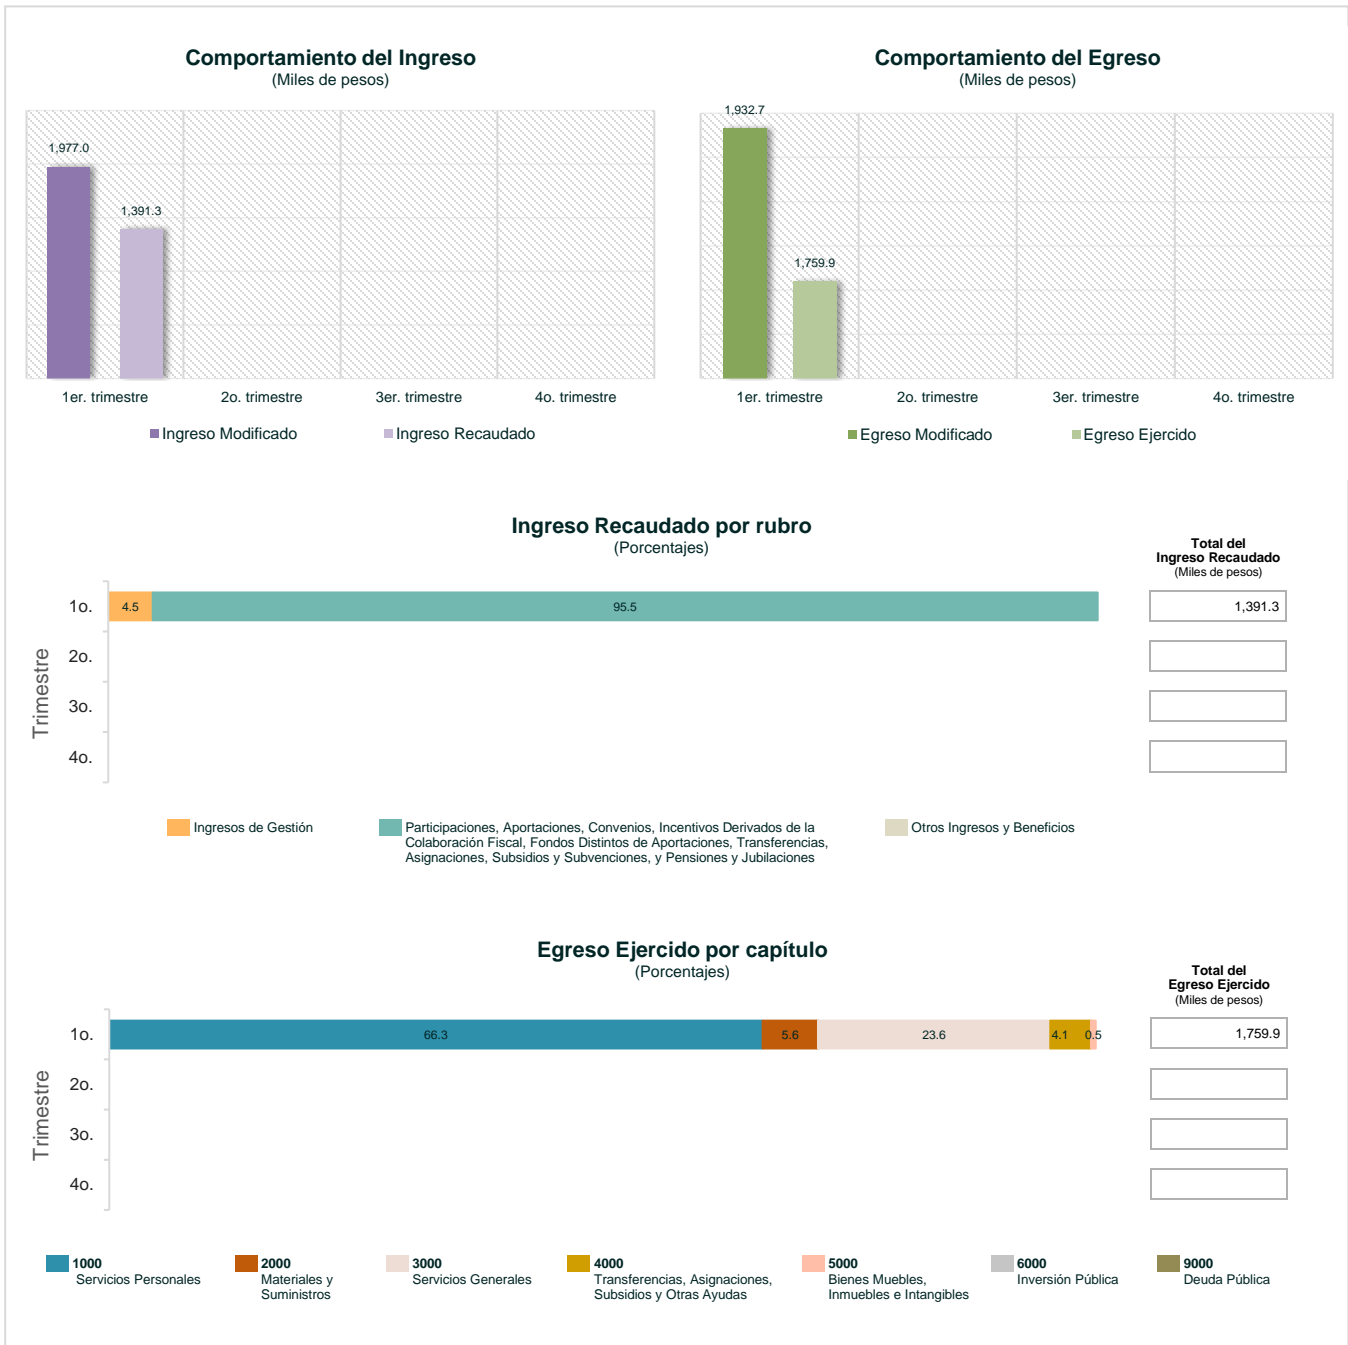 Comportamiento del Ingreso
(Miles de pesos)
1,977.0
1,391.3
1er. trimestre
2o. trimestre
3er. trimestre
4o. trimestre
Ingreso Modificado
Ingreso Recaudado
Comportamiento del Egreso
(Miles de pesos)
1,932.7
1,759.9
1er. trimestre
2o. trimestre
3er. trimestre
4o. trimestre
Egreso Modificado
Egreso Ejercido
Ingreso Recaudado por rubro
(Porcentajes)
Total del
Ingreso Recaudado
(Miles de pesos)
Trimestre
1o.
4.5
95.5
1,391.3
2o.
3o.
4o.
Ingresos de Gestión
Participaciones, Aportaciones, Convenios, Incentivos Derivados de la
Colaboración Fiscal, Fondos Distintos de Aportaciones, Transferencias,
Asignaciones, Subsidios y Subvenciones, y Pensiones y Jubilaciones
Otros Ingresos y Beneficios
Egreso Ejercido por capítulo
(Porcentajes)
Total del
Egreso Ejercido
(Miles de pesos)
Trimestre
1o.
66.3
5.6
23.6
4.1
0.5
1,759.9
2o.
3o.
4o.
1000
Servicios Personales
2000
Materiales y
Suministros
3000
Servicios Generales
4000
Transferencias, Asignaciones,
Subsidios y Otras Ayudas
5000
Bienes Muebles,
Inmuebles e Intangibles
6000
Inversión Pública
9000
Deuda Pública